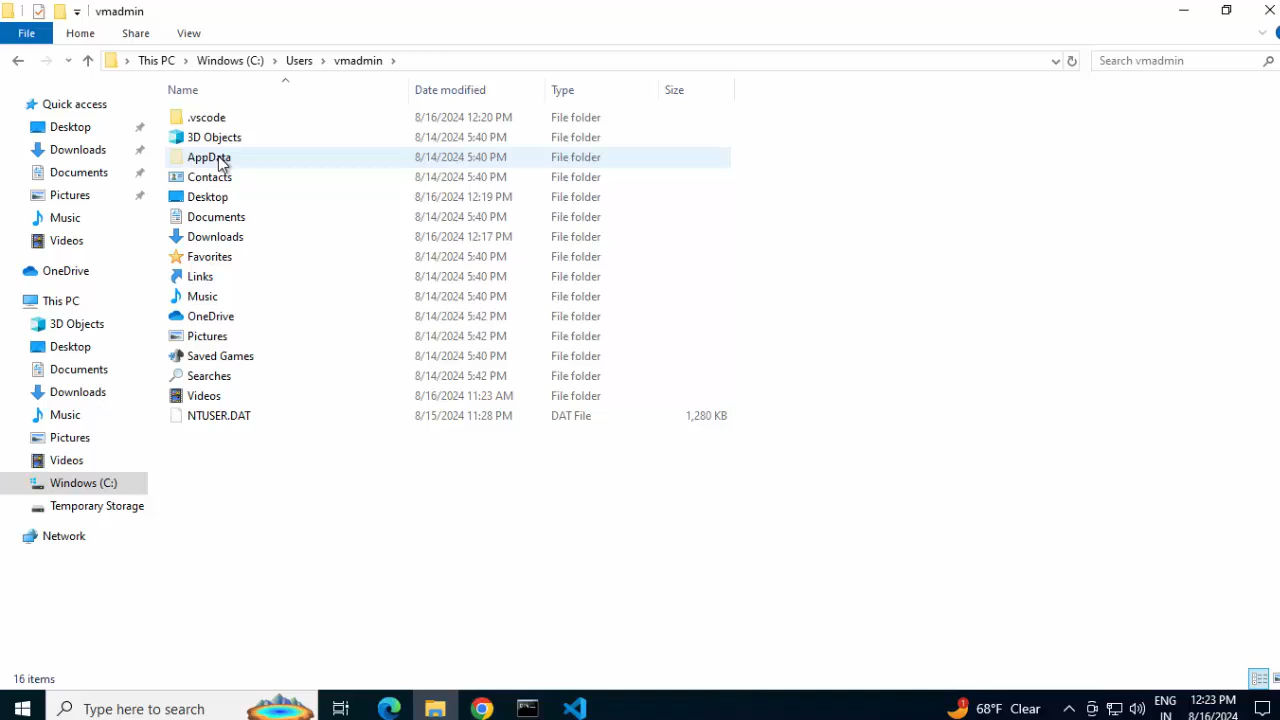 vmadmin
File Home Share View
This PC Windows (C:) Users vmadmin Search vmadmin
Name Date modified Type Size
Quick access
Desktop
Downloads
Documents
Pictures
Music
Videos
OneDrive
This PC
3D Objects
Desktop
Documents
Downloads
Music
Pictures
Videos
Windows (C:)
Temporary Storage
Network
.vscode 8/16/2024 12:20 PM File folder
3D Objects 8/14/2024 5:40 PM File folder
AppData 8/14/2024 5:40 PM File folder
Contacts 8/14/2024 5:40 PM File folder
Desktop 8/16/2024 12:19 PM File folder
Documents 8/14/2024 5:40 PM File folder
Downloads 8/16/2024 12:17 PM File folder
Favorites 8/14/2024 5:40 PM File folder
Links 8/14/2024 5:40 PM File folder
Music 8/14/2024 5:40 PM File folder
OneDrive 8/14/2024 5:42 PM File folder
Pictures 8/14/2024 5:42 PM File folder
Saved Games 8/14/2024 5:40 PM File folder
Searches 8/14/2024 5:42 PM File folder
Videos 8/16/2024 11:23 AM File folder
NTUSER.DAT 8/15/2024 11:28 PM DAT File 1,280 KB
16 items
Type here to search
68°F Clear
ENG
IN
12:23 PM
8/16/2024